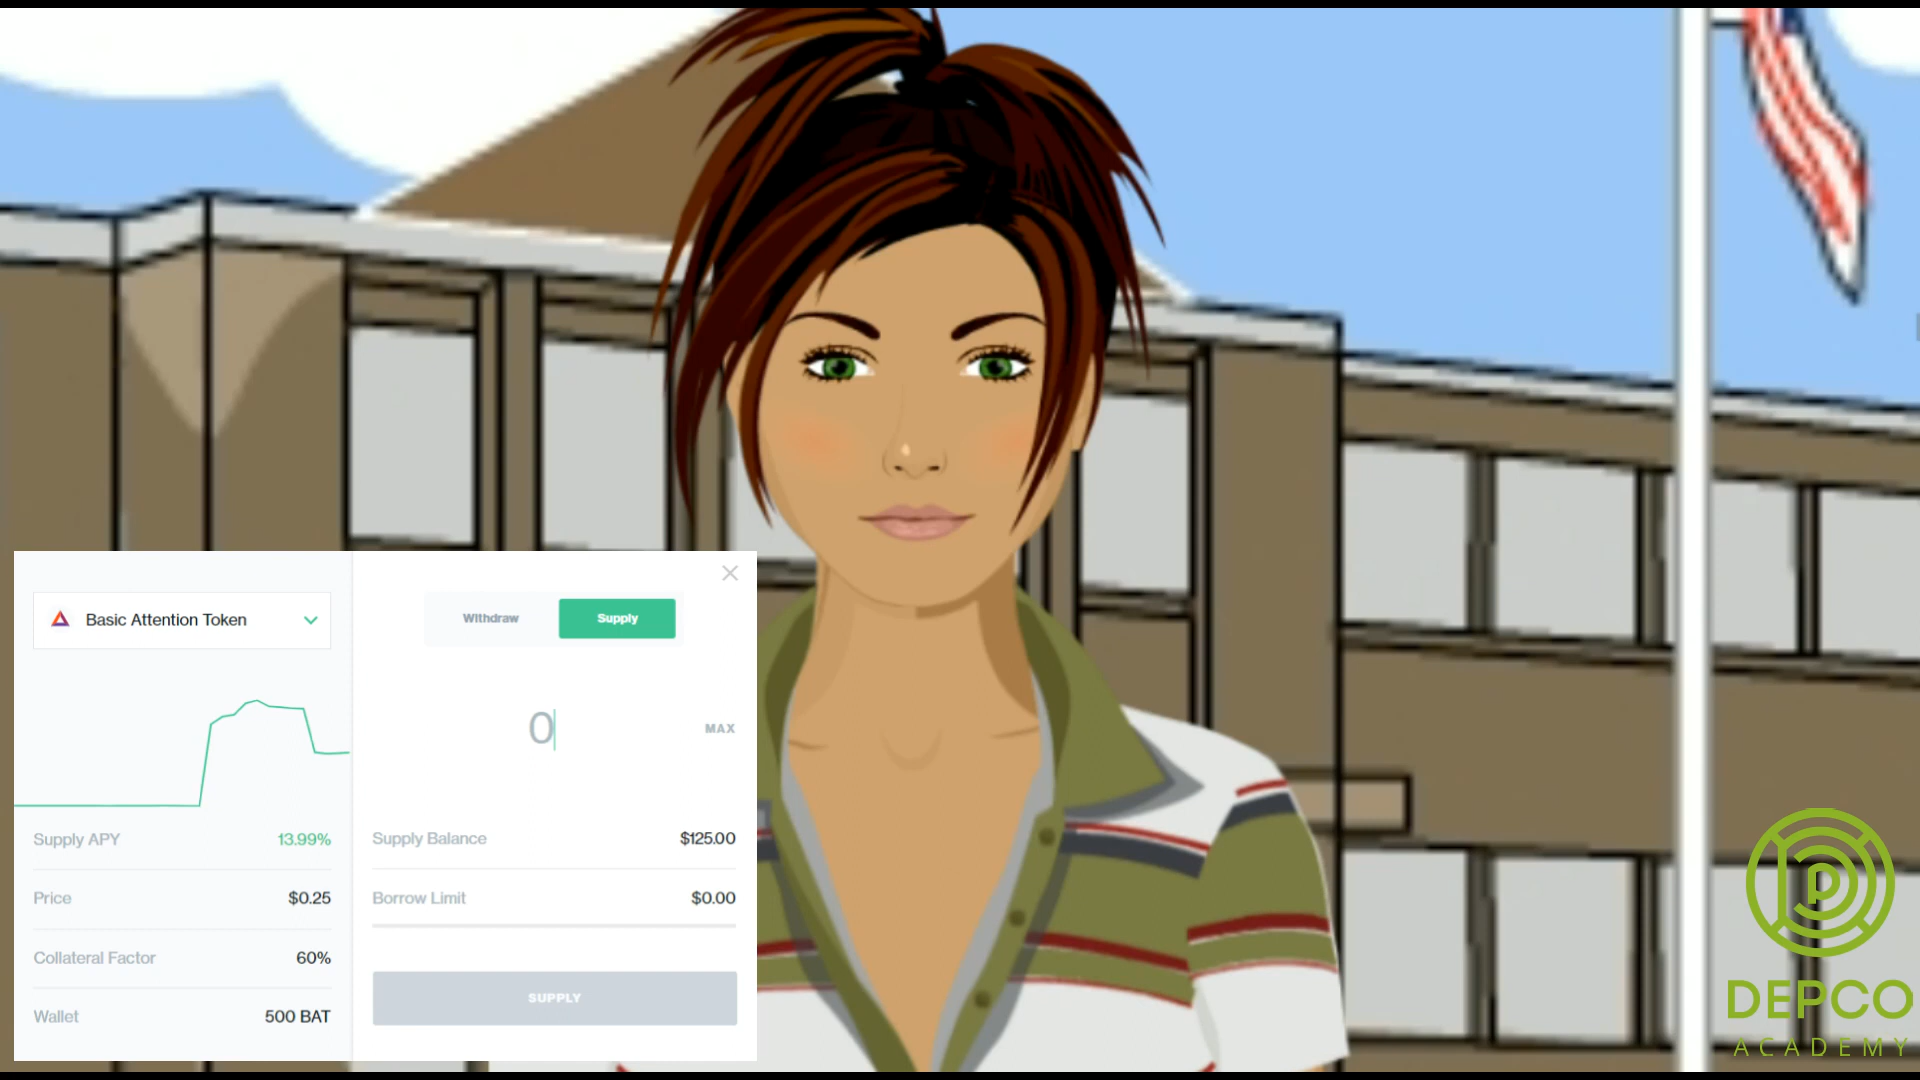 Basic Attention Token
Withdraw
Supply
0
MAX
Supply APY 13.99%
Price $0.25
Collateral Factor 60%
Wallet 500 BAT
Supply Balance $125.00
Borrow Limit $0.00
SUPPLY
DEPCO
ACADEMY